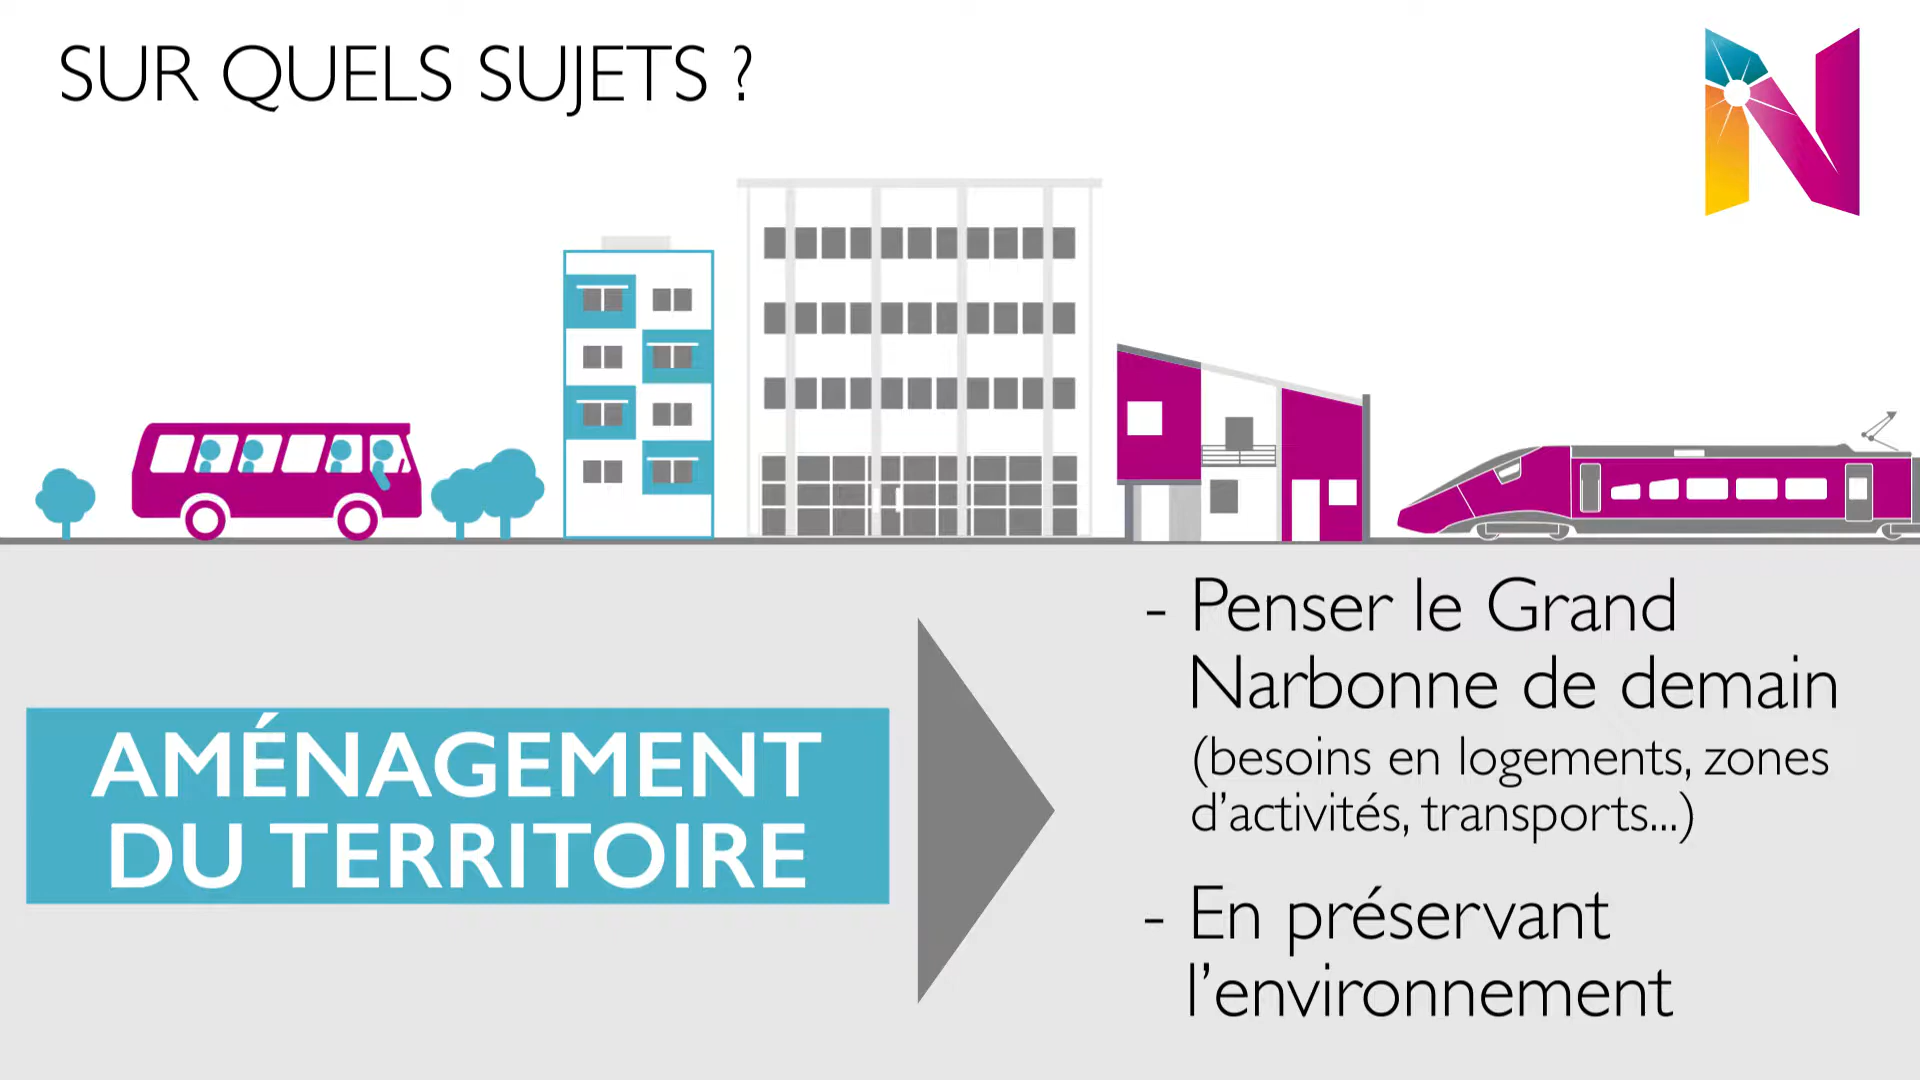 SUR QUELS SUJETS ?
AMÉNAGEMENT
DU TERRITOIRE
- Penser le Grand
Narbonne de demain
(besoins en logements, zones
d’activités, transports...)
- En préservant
l’environnement